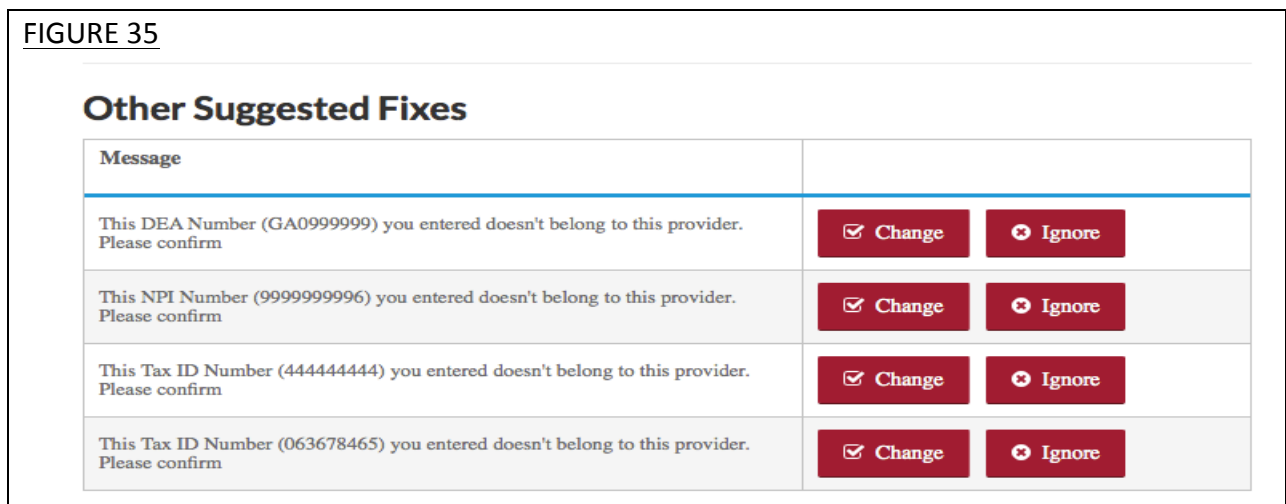 FIGURE 35
Other Suggested Fixes
Message
This DEA Number (GA0999999) you entered doesn't belong to this provider.
Please confirm
Change
Ignore
This NPI Number (9999999996) you entered doesn't belong to this provider.
Please confirm
Change
Ignore
This Tax ID Number (444444444) you entered doesn't belong to this provider.
Please confirm
Change
Ignore
This Tax ID Number (063678465) you entered doesn't belong to this provider.
Please confirm
Change
Ignore